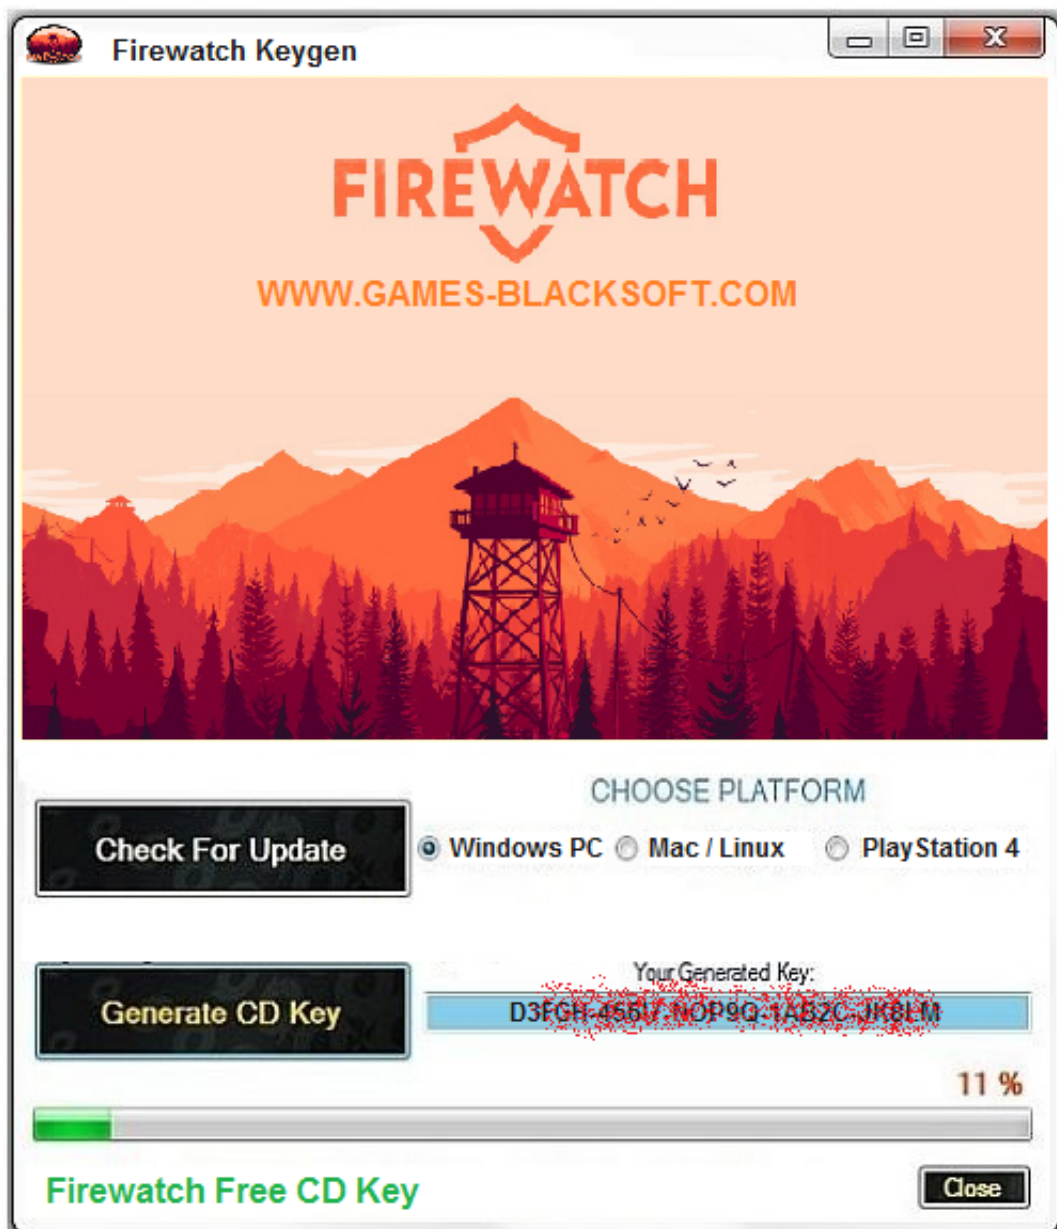 Firewatch Keygen
FIREWATCH
WWW.GAMES-BLACKSOFT.COM
CHOOSE PLATFORM
Check For Update
Windows PC Mac / Linux PlayStation 4
Your Generated Key:
Generate CD Key
11 %
Firewatch Free CD Key
Close